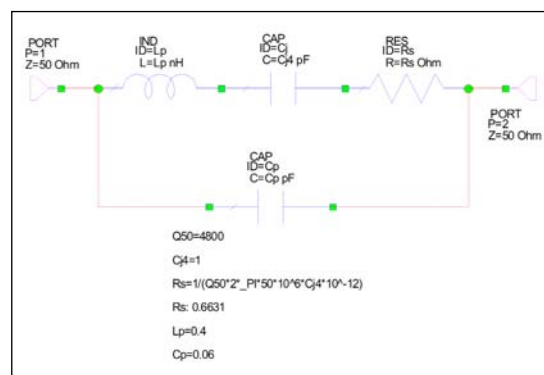 PORT
P=1
Z=50 Ohm
IND
ID=Lp
L=Lp nH
CAP
ID=Cj
C=Cj4 pF
RES
ID=Rs
R=Rs Ohm
PORT
P=2
Z=50 Ohm
CAP
ID=Cp
C=Cp pF
Q50=4800
Cj4=1
Rs=1/(Q50*2*_PI*50*10^6*Cj4*10^-12)
Rs: 0.6631
Lp=0.4
Cp=0.06